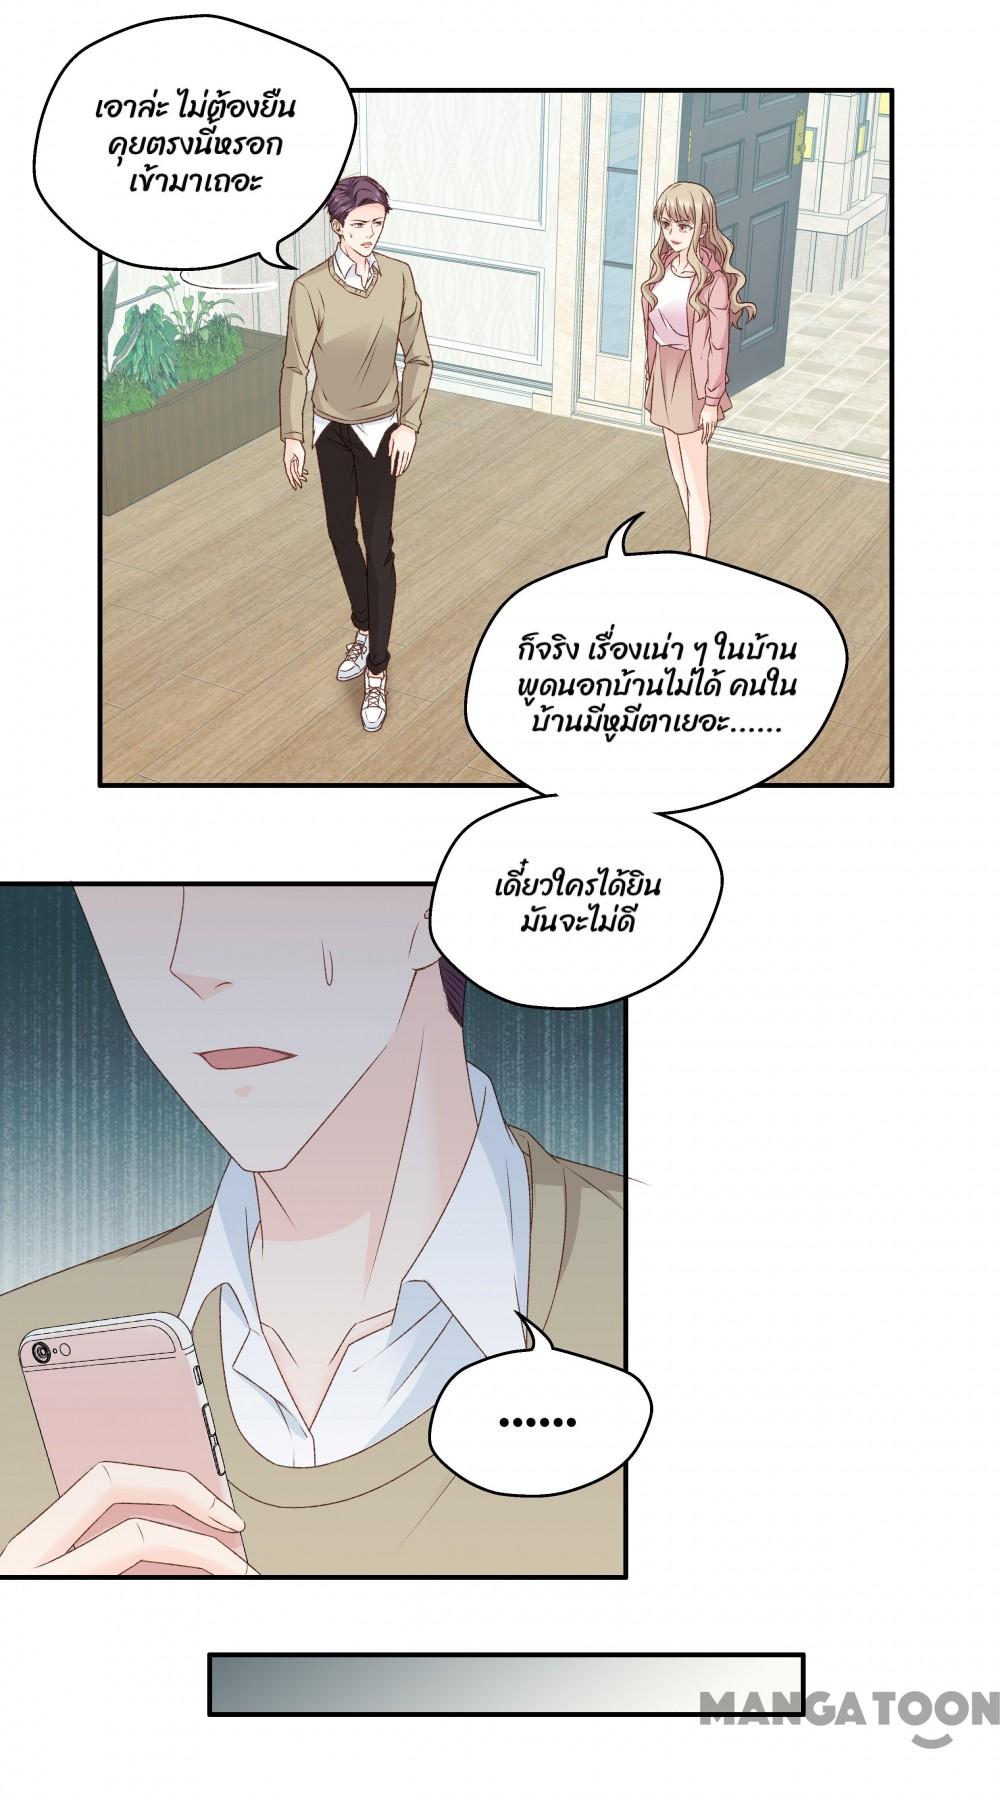 เอาล่ะ ไม่ต้องยืน
คุยตรงนี้หรอก
เข้ามาเถอะ
ก็จริง เรื่องเน่า ๆ ในบ้าน
พูดนอกบ้านไม่ได้ คนใน
บ้านมีหูมีตาเยอะ......
เดี๋ยวใครได้ยิน
มันจะไม่ดี
......
MANGATOON